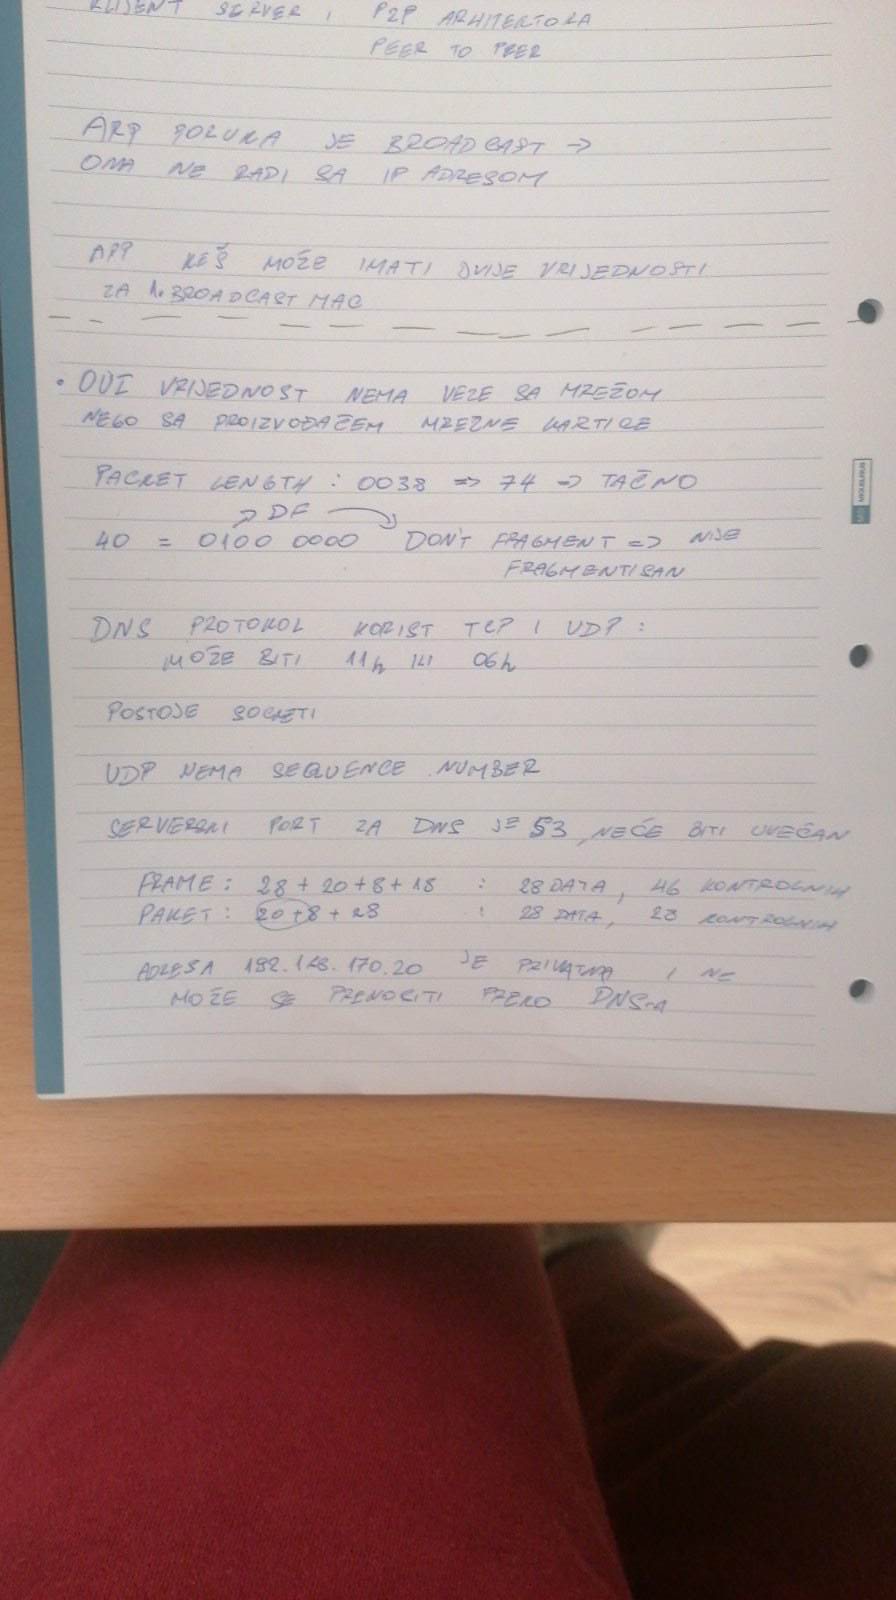 KLIJENT SERVER, P2P ARHITEKTORA
PEER TO PEER
ARP PORUKA JE BROADCAST →
ONA NE RADI SA IP ADRESOM
APP KEŠ MOŽE IMATI DVIJE VRIJEDNOSTI
ZA 1. BROADCAST MAC
• OUI VRIJEDNOST NEMA VEZE SA MREŽOM
NEGO SA PROIZVOĐAČEM MREŽNE KARTICE
PACKET LENGTH : 0038 => 74 => TAČNO
→ DF
40 = 0100 0000 DON'T FRAGMENT => NIJE
FRAGMENTISAN
DNS PROTOKOL KORIST TCP I UDP :
MOŽE BITI 11h ILI 06h
POSTOJE SOCKETI
UDP NEMA SEQUENCE NUMBER
SERVERSKI PORT ZA DNS JE 53, NEĆE BITI UVEĆAN
FRAME : 28 + 20 + 8 + 18 : 28 DATA, 46 KONTROLNIH
PAKET : 20 + 8 + 28 : 28 DATA, 28 KONTROLNIH
ADRESA 192.168.170.20 JE PRIVATNA I NE
MOŽE SE PRENOSITI PREKO DNS-A